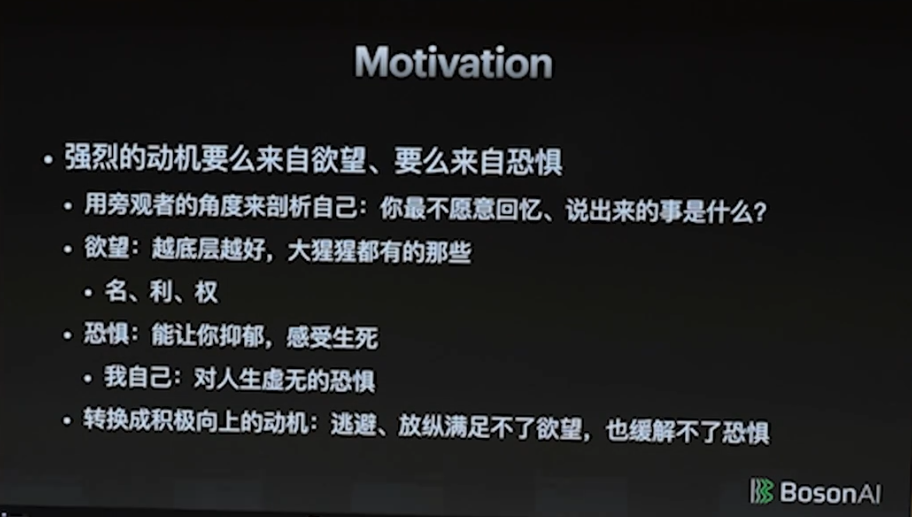 Motivation
• 强烈的动机要么来自欲望、要么来自恐惧
• 用旁观者的角度来剖析自己：你最不愿意回忆、说出来的事是什么？
• 欲望：越底层越好，大猩猩都有的那些
• 名、利、权
• 恐惧：能让你抑郁，感受生死
• 我自己：对人生虚无的恐惧
• 转换成积极向上的动机：逃避、放纵满足不了欲望，也缓解不了恐惧
BosonAI